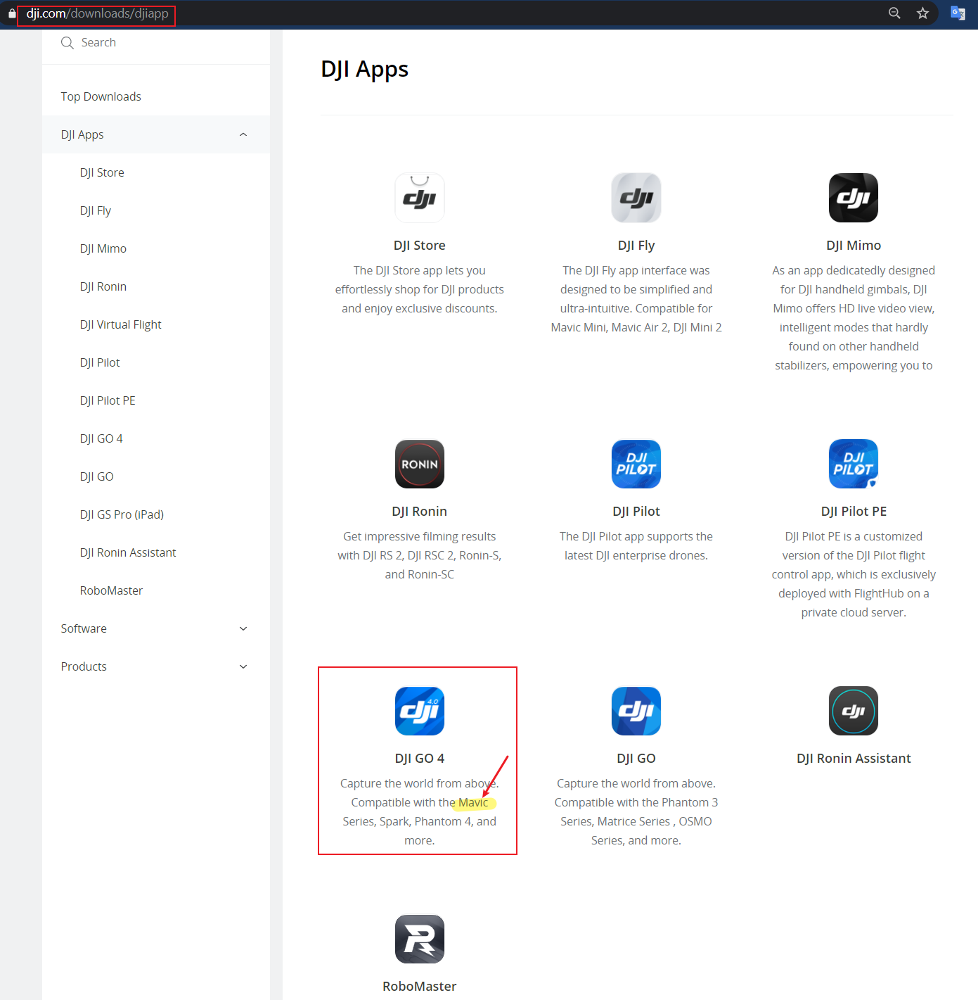 dji.com/downloads/djiapp
Search
Top Downloads
DJI Apps
DJI Store
DJI Fly
DJI Mimo
DJI Ronin
DJI Virtual Flight
DJI Pilot
DJI Pilot PE
DJI GO 4
DJI GO
DJI GS Pro (iPad)
DJI Ronin Assistant
RoboMaster
Software
Products
DJI Apps
dji
DJI Store
The DJI Store app lets you
effortlessly shop for DJI products
and enjoy exclusive discounts.
dji
DJI Fly
The DJI Fly app interface was
designed to be simplified and
ultra-intuitive. Compatible for
Mavic Mini, Mavic Air 2, DJI Mini 2
dji
DJI Mimo
As an app dedicatedly designed
for DJI handheld gimbals, DJI
Mimo offers HD live video view,
intelligent modes that hardly
found on other handheld
stabilizers, empowering you to
RONIN
DJI Ronin
Get impressive filming results
with DJI RS 2, DJI RSC 2, Ronin-S,
and Ronin-SC
DJI
PILOT
DJI Pilot
The DJI Pilot app supports the
latest DJI enterprise drones.
DJI
PILOT
DJI Pilot PE
DJI Pilot PE is a customized
version of the DJI Pilot flight
control app, which is exclusively
deployed with FlightHub on a
private cloud server.
4.0
dji
DJI GO 4
Capture the world from above.
Compatible with the Mavic
Series, Spark, Phantom 4, and
more.
dji
DJI GO
Capture the world from above.
Compatible with the Phantom 3
Series, Matrice Series , OSMO
Series, and more.
dji
DJI Ronin Assistant
R
RoboMaster